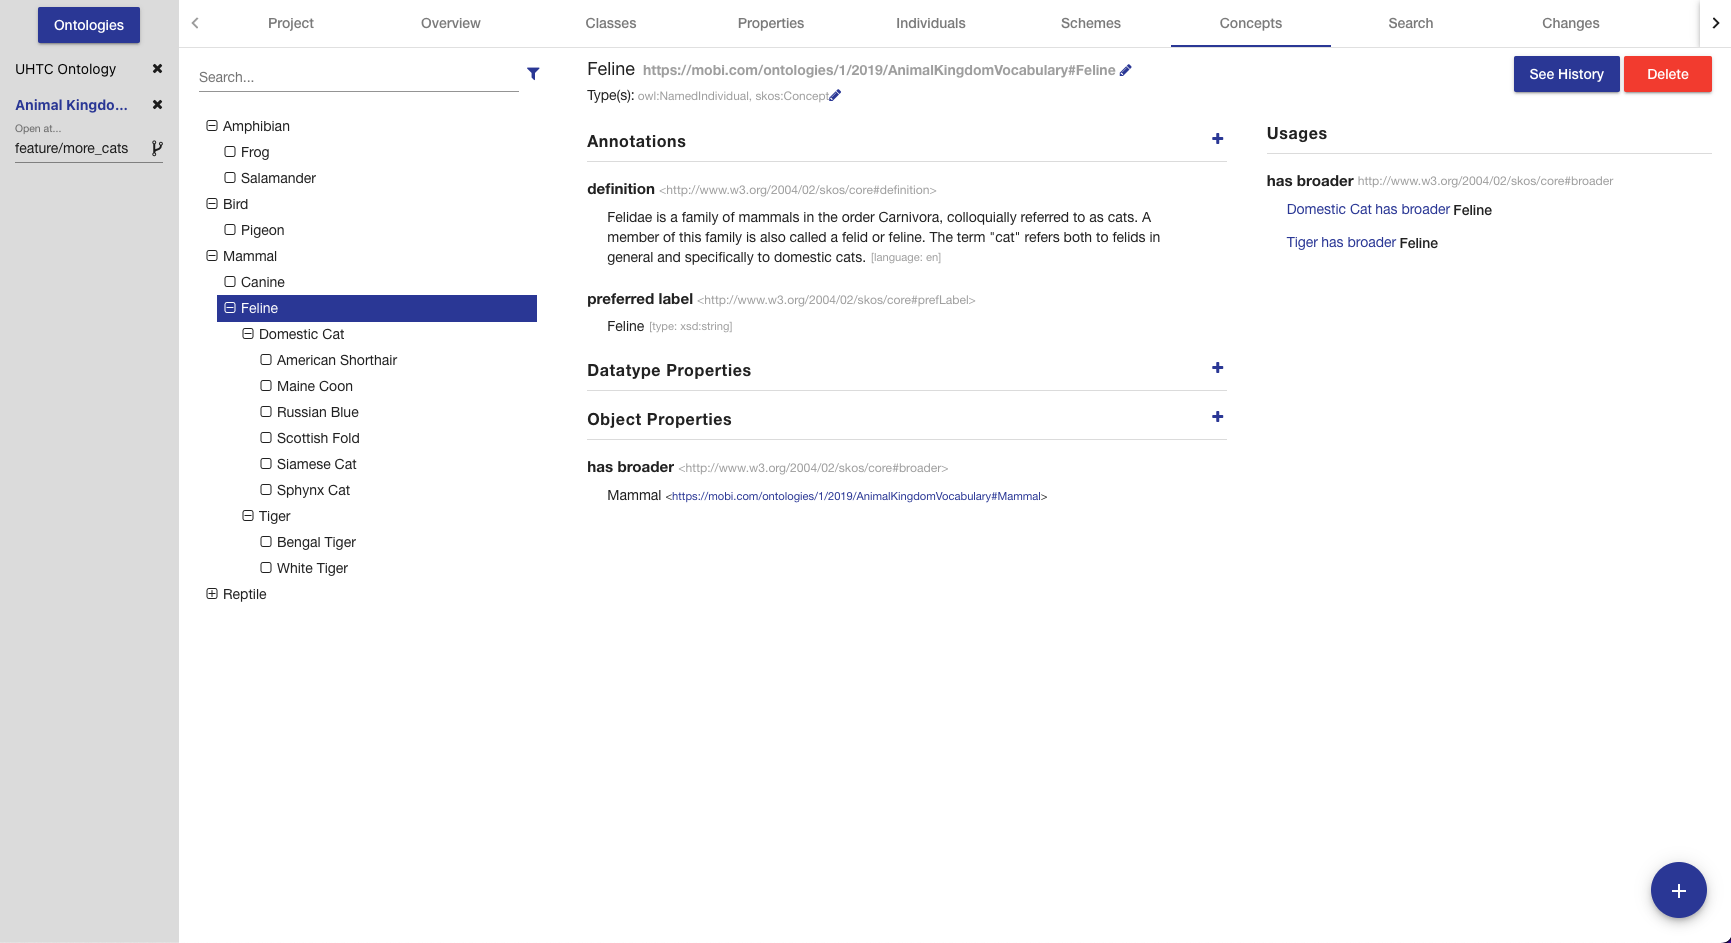 Ontologies
UHTC Ontology
Animal Kingdo...
Open at...
feature/more_cats
Project
Overview
Classes
Properties
Individuals
Schemes
Concepts
Search
Changes
Search...
Amphibian
Frog
Salamander
Bird
Pigeon
Mammal
Canine
Feline
Domestic Cat
American Shorthair
Maine Coon
Russian Blue
Scottish Fold
Siamese Cat
Sphynx Cat
Tiger
Bengal Tiger
White Tiger
Reptile
Feline https://mobi.com/ontologies/1/2019/AnimalKingdomVocabulary#Feline
Type(s): owl:NamedIndividual, skos:Concept
See History
Delete
Annotations
definition <http://www.w3.org/2004/02/skos/core#definition>
Felidae is a family of mammals in the order Carnivora, colloquially referred to as cats. A
member of this family is also called a felid or feline. The term "cat" refers both to felids in
general and specifically to domestic cats. [language: en]
preferred label <http://www.w3.org/2004/02/skos/core#prefLabel>
Feline [type: xsd:string]
Datatype Properties
Object Properties
has broader <http://www.w3.org/2004/02/skos/core#broader>
Mammal <https://mobi.com/ontologies/1/2019/AnimalKingdomVocabulary#Mammal>
Usages
has broader http://www.w3.org/2004/02/skos/core#broader
Domestic Cat has broader Feline
Tiger has broader Feline